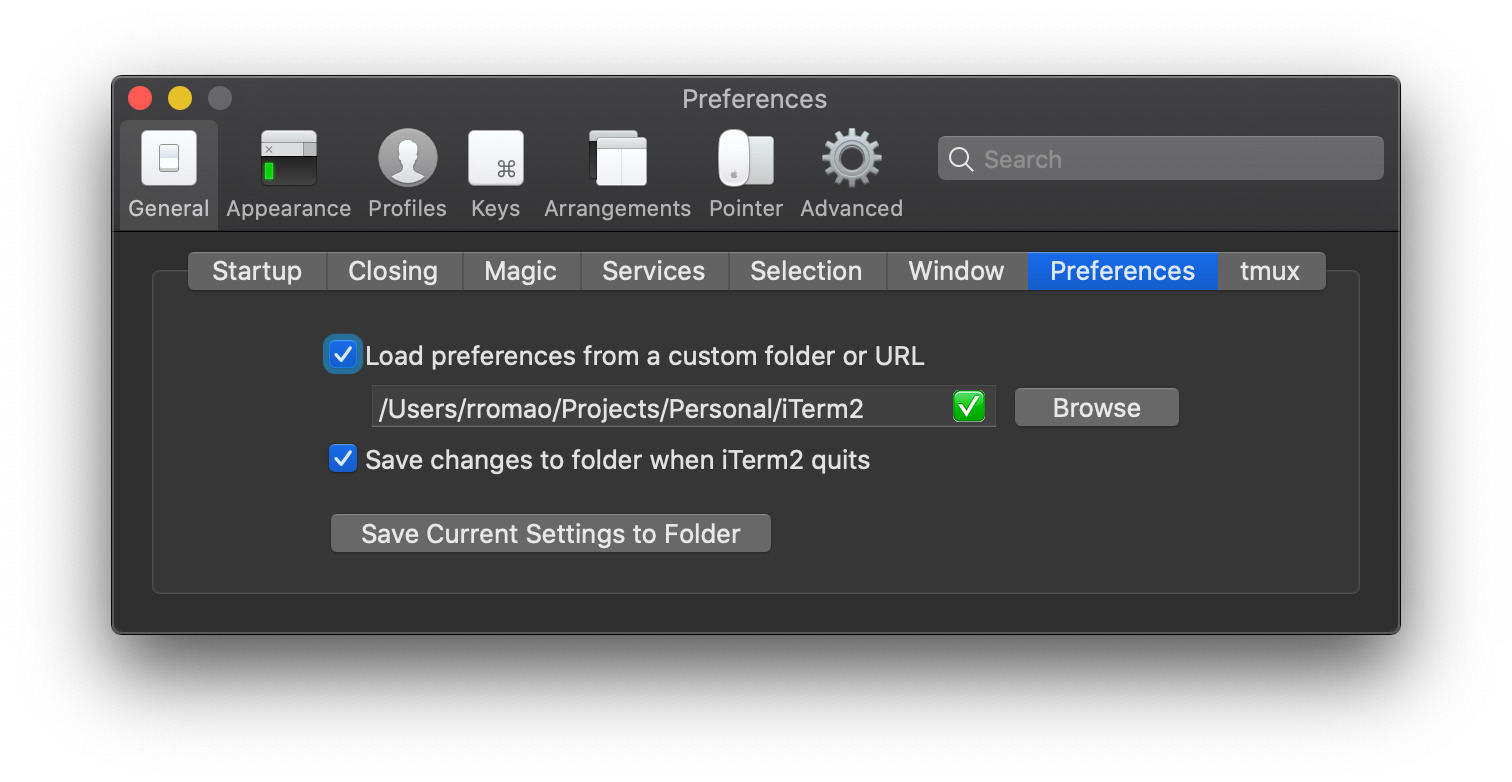 Preferences
General Appearance Profiles Keys Arrangements Pointer Advanced
Search
Startup Closing Magic Services Selection Window Preferences tmux
Load preferences from a custom folder or URL
/Users/rromao/Projects/Personal/iTerm2
Browse
Save changes to folder when iTerm2 quits
Save Current Settings to Folder